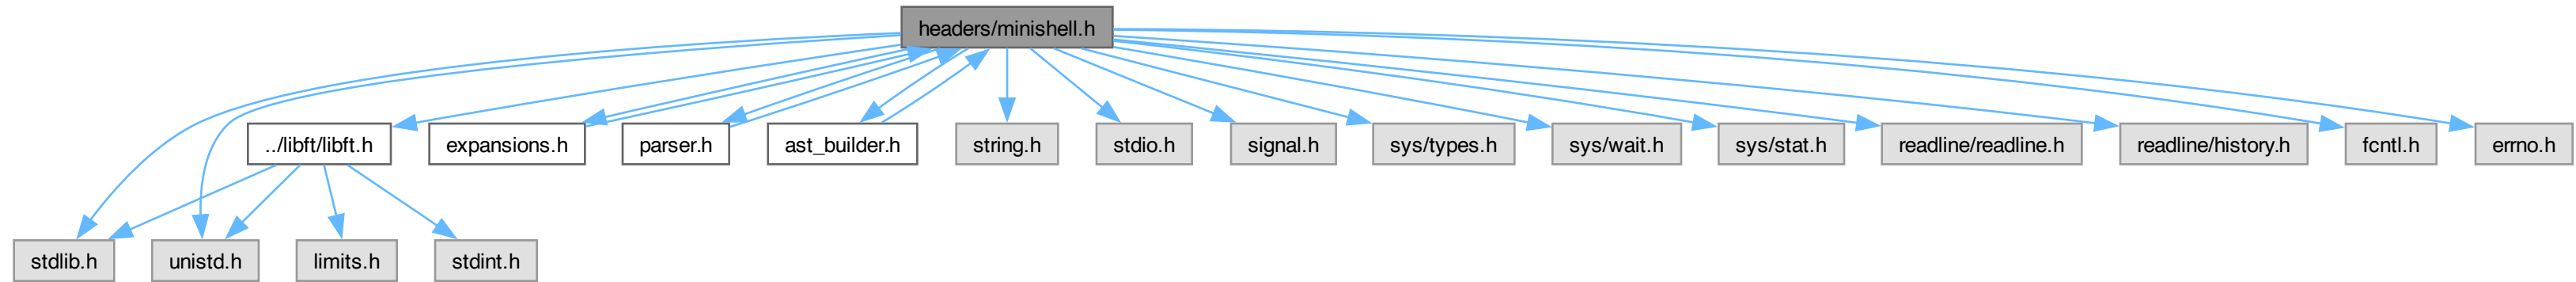 headers/minishell.h
../libft/libft.h
expansions.h
parser.h
ast_builder.h
string.h
stdio.h
signal.h
sys/types.h
sys/wait.h
sys/stat.h
readline/readline.h
readline/history.h
fcntl.h
errno.h
stdlib.h
unistd.h
limits.h
stdint.h